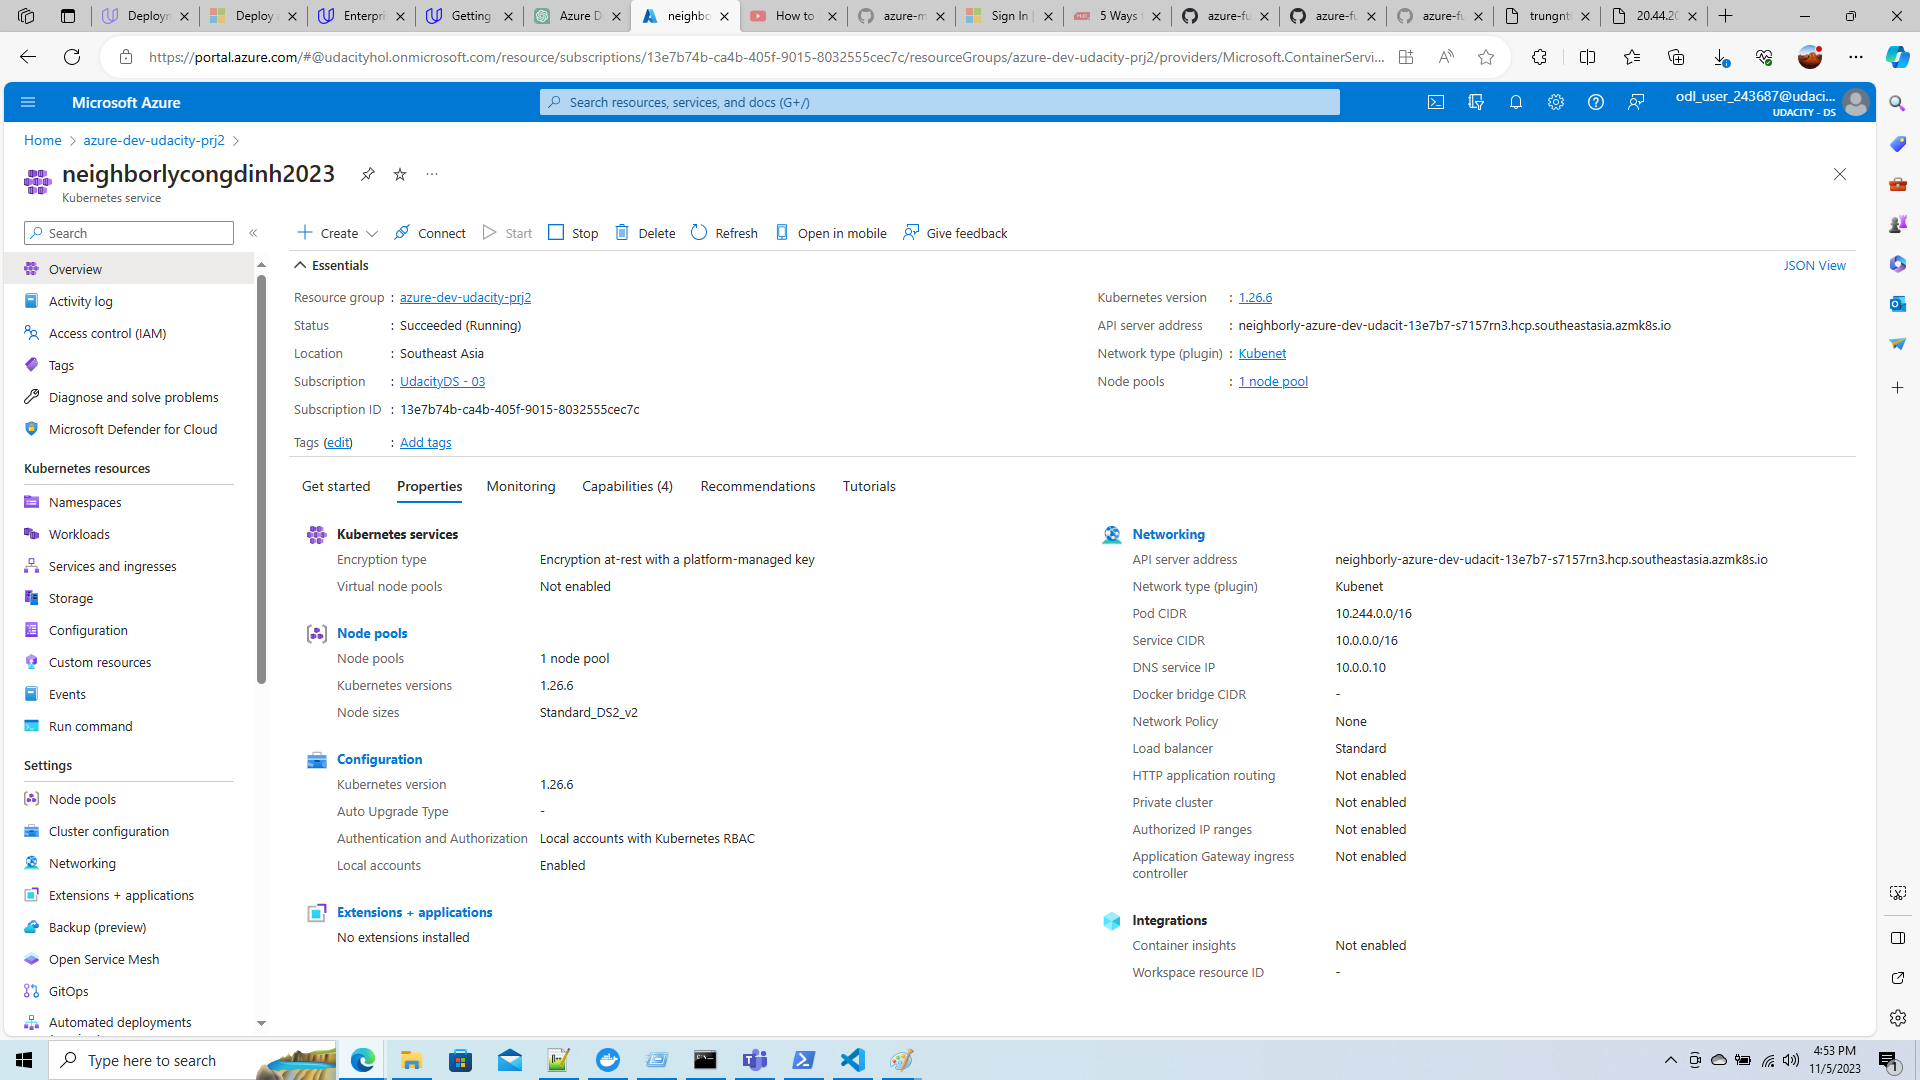 Deploym
Deploy a
Enterpris
Getting
Azure De
neighbo
How to
azure-m
Sign In |
5 Ways
azure-fu
azure-fu
azure-fu
trungnt
20.44.20
https://portal.azure.com/#@udacityhol.onmicrosoft.com/resource/subscriptions/13e7b74b-ca4b-405f-9015-8032555cec7c/resourceGroups/azure-dev-udacity-prj2/providers/Microsoft.ContainerServi...
Microsoft Azure
Search resources, services, and docs (G+/)
odl_user_243687@udaci...
UDACITY - DS
Home > azure-dev-udacity-prj2 >
neighborlycongdinh2023
Kubernetes service
Search
Create
Connect
Start
Stop
Delete
Refresh
Open in mobile
Give feedback
Overview
Activity log
Access control (IAM)
Tags
Diagnose and solve problems
Microsoft Defender for Cloud
Kubernetes resources
Namespaces
Workloads
Services and ingresses
Storage
Configuration
Custom resources
Events
Run command
Settings
Node pools
Cluster configuration
Networking
Extensions + applications
Backup (preview)
Open Service Mesh
GitOps
Automated deployments
Essentials
JSON View
Resource group : azure-dev-udacity-prj2
Status : Succeeded (Running)
Location : Southeast Asia
Subscription : UdacityDS - 03
Subscription ID : 13e7b74b-ca4b-405f-9015-8032555cec7c
Tags (edit) : Add tags
Kubernetes version : 1.26.6
API server address : neighborly-azure-dev-udacit-13e7b7-s7157rn3.hcp.southeastasia.azmk8s.io
Network type (plugin) : Kubenet
Node pools : 1 node pool
Get started
Properties
Monitoring
Capabilities (4)
Recommendations
Tutorials
Kubernetes services
Encryption type Encryption at-rest with a platform-managed key
Virtual node pools Not enabled
Node pools
Node pools 1 node pool
Kubernetes versions 1.26.6
Node sizes Standard_DS2_v2
Configuration
Kubernetes version 1.26.6
Auto Upgrade Type -
Authentication and Authorization Local accounts with Kubernetes RBAC
Local accounts Enabled
Extensions + applications
No extensions installed
Networking
API server address neighborly-azure-dev-udacit-13e7b7-s7157rn3.hcp.southeastasia.azmk8s.io
Network type (plugin) Kubenet
Pod CIDR 10.244.0.0/16
Service CIDR 10.0.0.0/16
DNS service IP 10.0.0.10
Docker bridge CIDR -
Network Policy None
Load balancer Standard
HTTP application routing Not enabled
Private cluster Not enabled
Authorized IP ranges Not enabled
Application Gateway ingress Not enabled
controller
Integrations
Container insights Not enabled
Workspace resource ID -
Type here to search
4:53 PM
11/5/2023
1